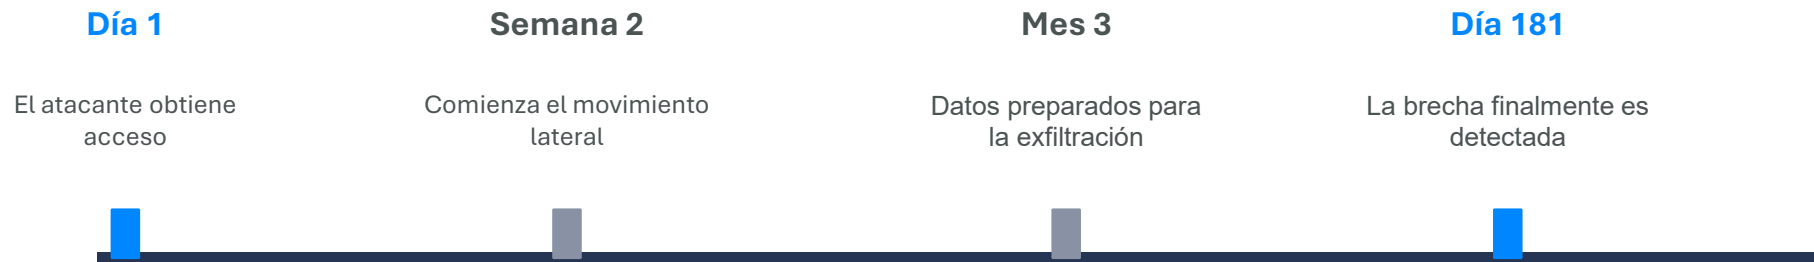 Día 1
El atacante obtiene
acceso
Semana 2
Comienza el movimiento
lateral
Mes 3
Datos preparados para
la exfiltración
Día 181
La brecha finalmente es
detectada